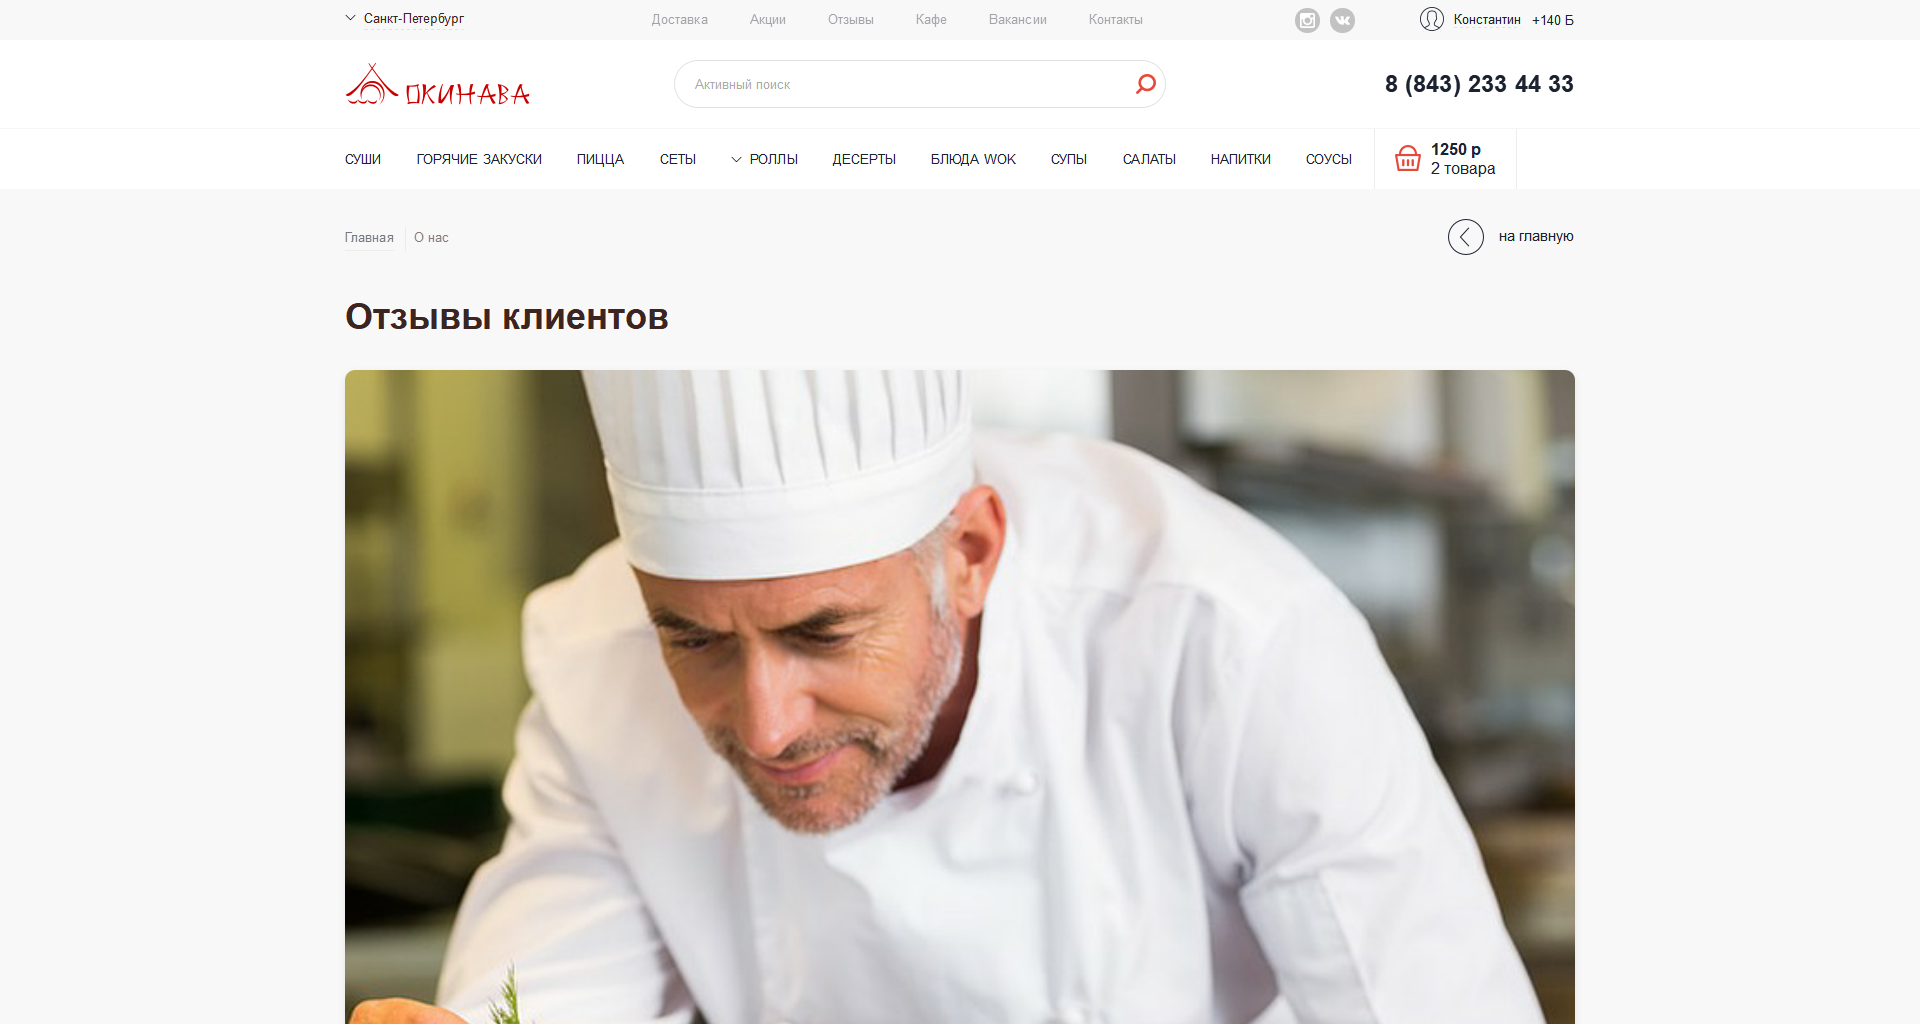 Санкт-Петербург
Доставка
Акции
Отзывы
Кафе
Вакансии
Контакты
Константин
+140 Б
ОКИНАВА
Активный поиск
8 (843) 233 44 33
СУШИ
ГОРЯЧИЕ ЗАКУСКИ
ПИЦЦА
СЕТЫ
РОЛЛЫ
ДЕСЕРТЫ
БЛЮДА WOK
СУПЫ
САЛАТЫ
НАПИТКИ
СОУСЫ
1250 р
2 товара
Главная
О нас
на главную
Отзывы клиентов